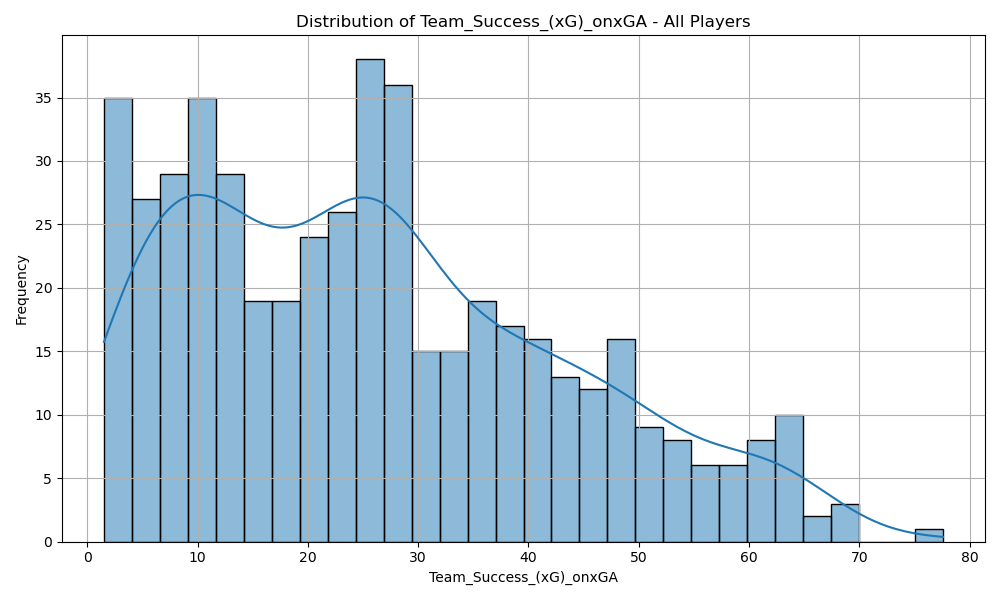 Distribution of Team_Success_(xG)_onxGA - All Players
Frequency
35
30
25
20
15
10
5
0
0 10 20 30 40 50 60 70 80
Team_Success_(xG)_onxGA